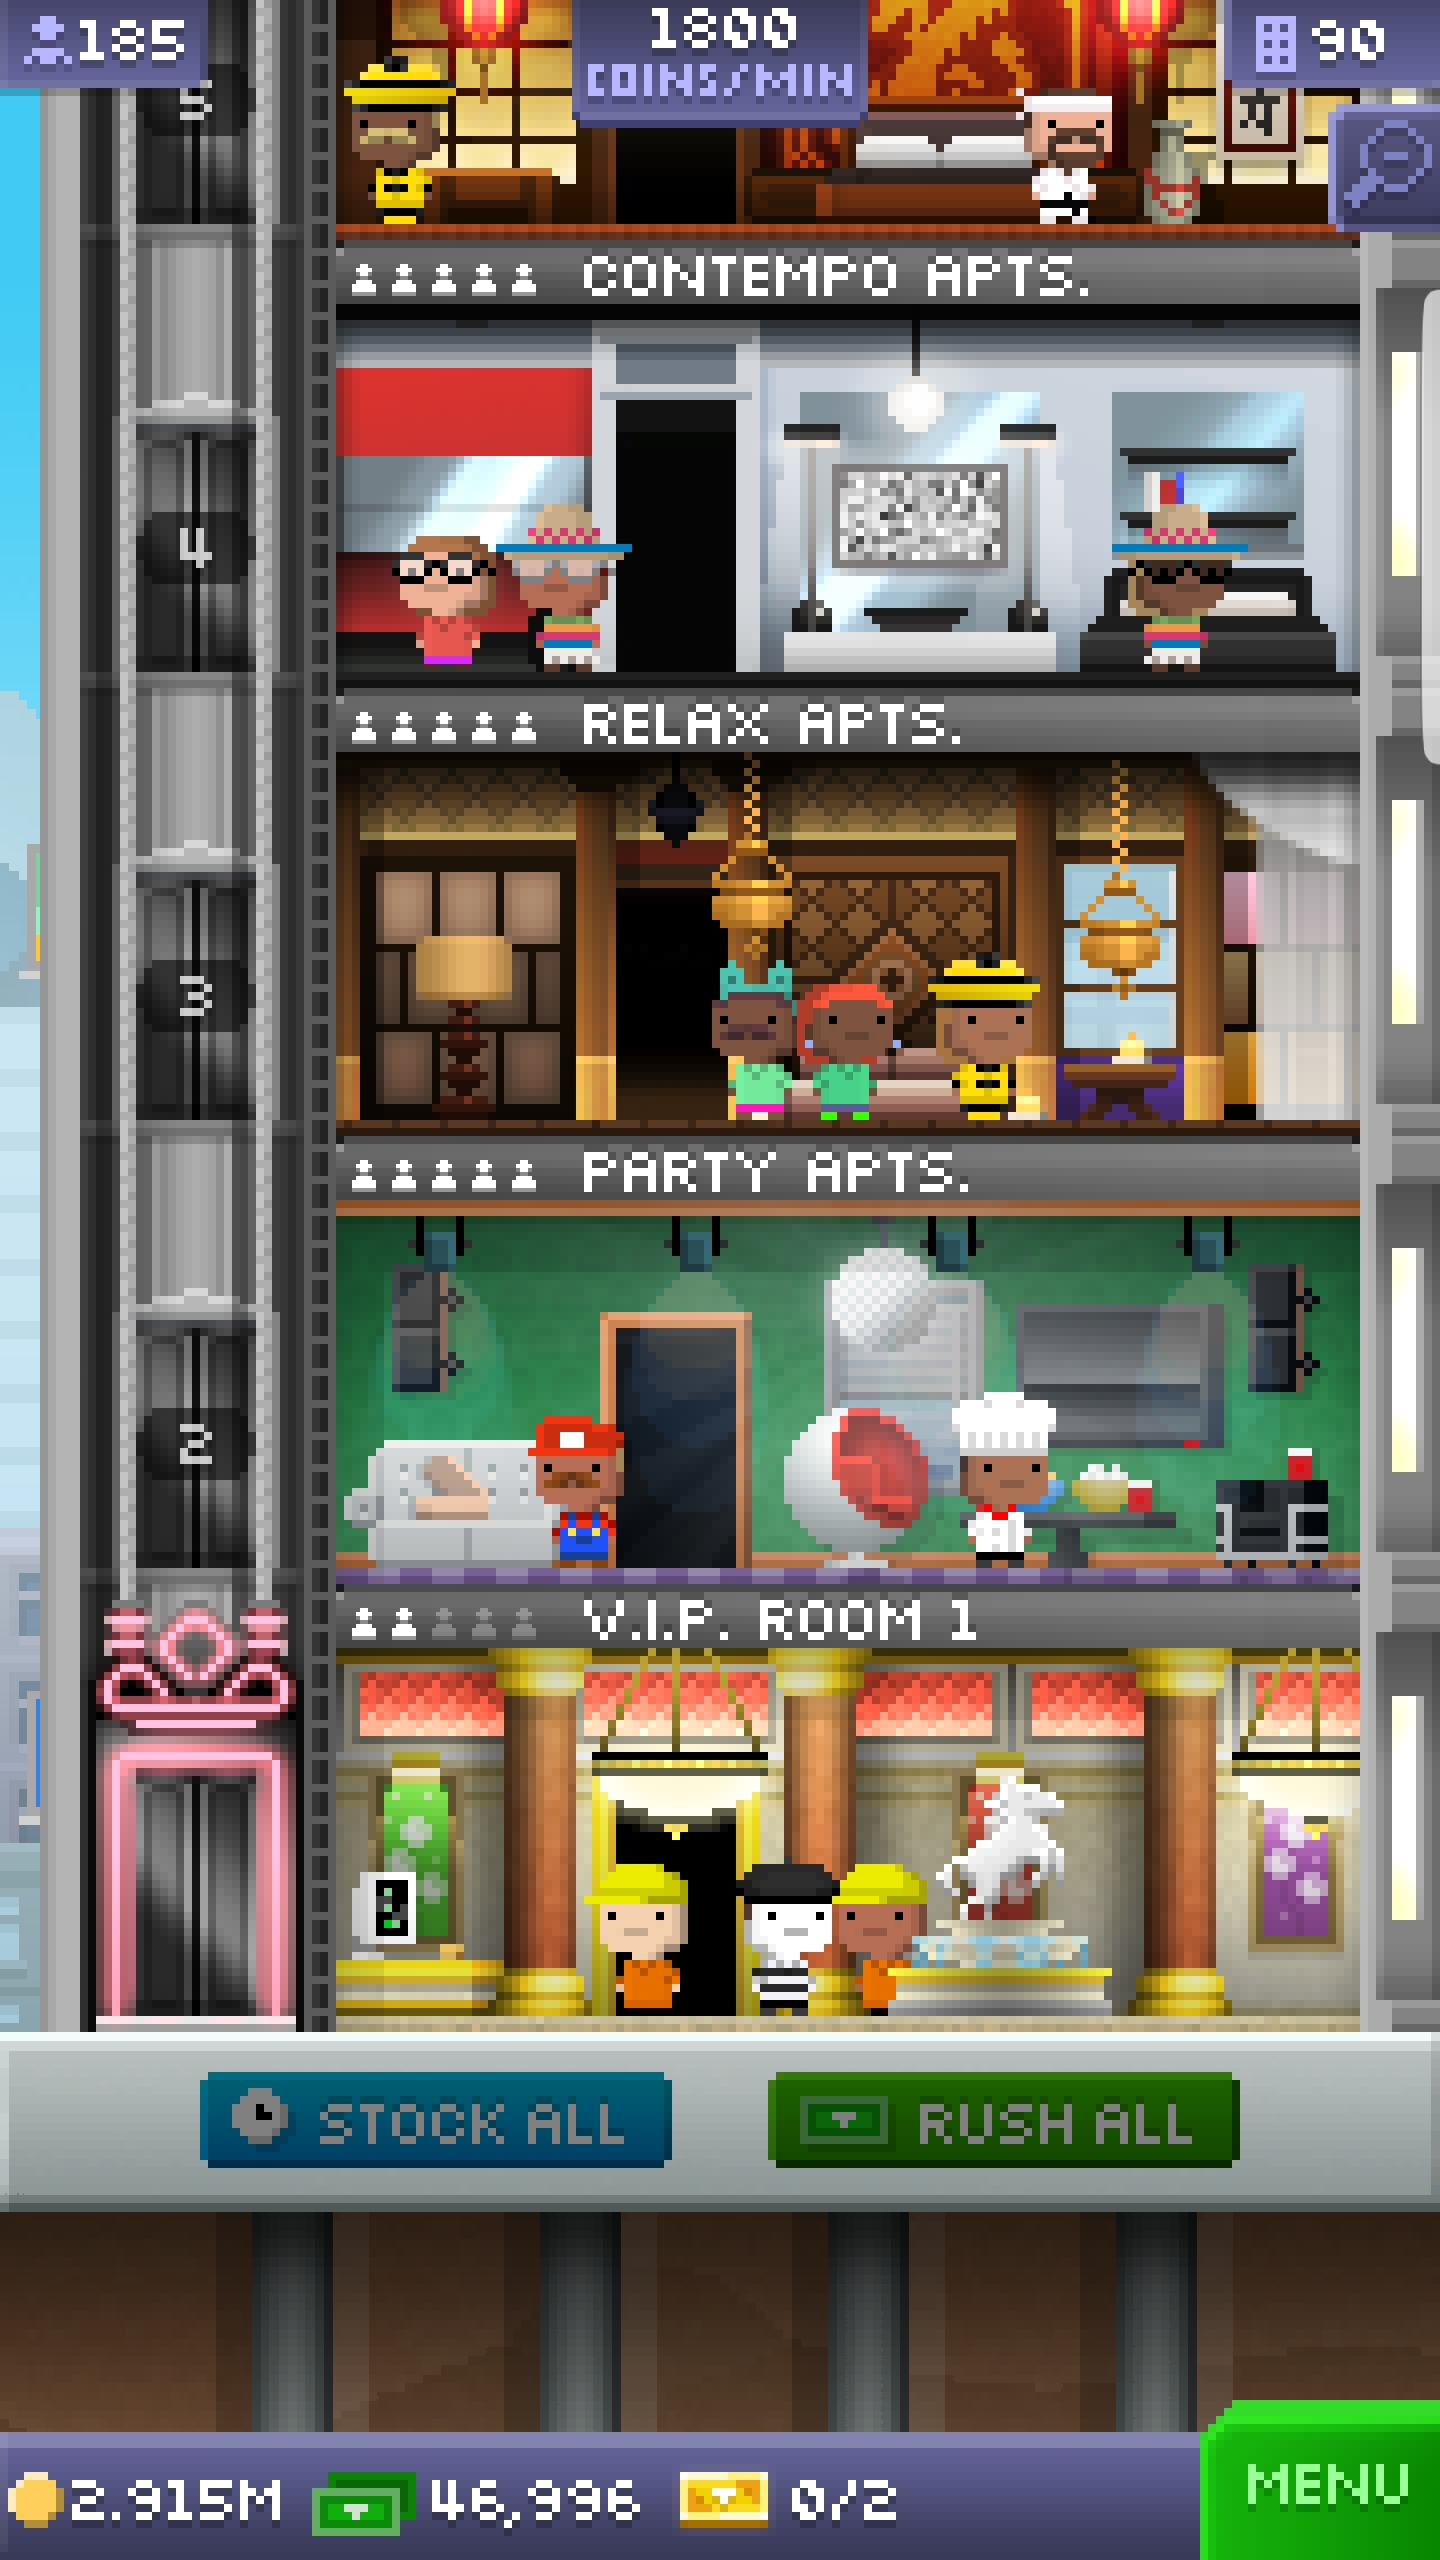 185
1800
COINS/MIN
90
5
CONTEMPO APTS.
4
RELAX APTS.
3
PARTY APTS.
2
V.I.P. ROOM 1
STOCK ALL
RUSH ALL
2.915M 46,996 0/2
MENU